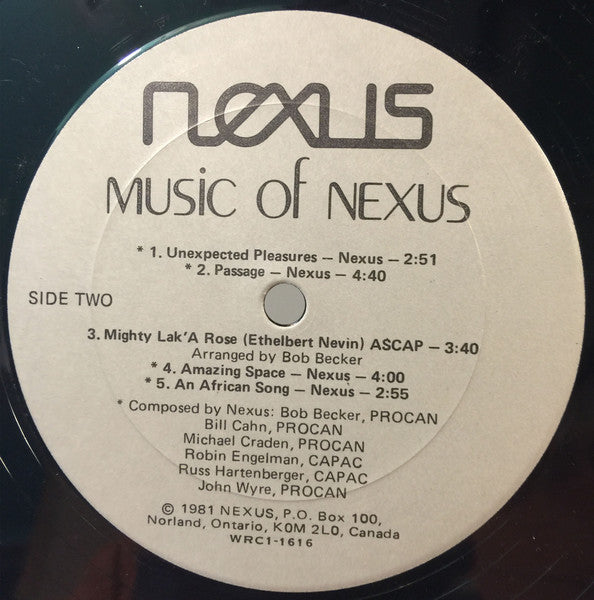 nexus
MUSIC OF NEXUS
* 1. Unexpected Pleasures — Nexus — 2:51
* 2. Passage — Nexus — 4:40
SIDE TWO
3. Mighty Lak'A Rose (Ethelbert Nevin) ASCAP — 3:40
Arranged by Bob Becker
* 4. Amazing Space — Nexus — 4:00
* 5. An African Song — Nexus — 2:55
* Composed by Nexus: Bob Becker, PROCAN
Bill Cahn, PROCAN
Michael Craden, PROCAN
Robin Engelman, CAPAC
Russ Hartenberger, CAPAC
John Wyre, PROCAN
© 1981 NEXUS, P.O. Box 100,
Norland, Ontario, K0M 2L0, Canada
WRC1-1616